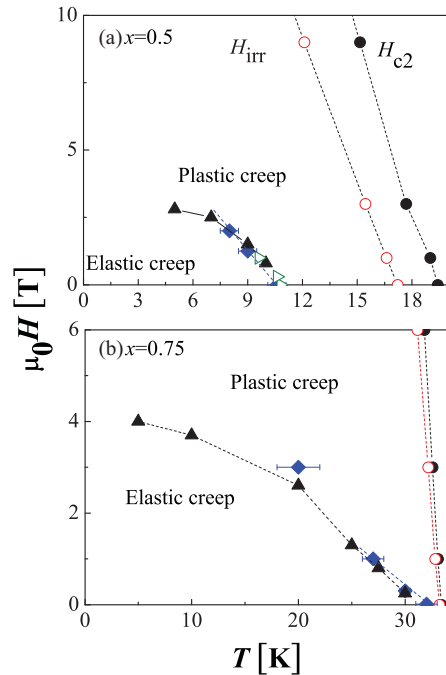 10
(a) x=0.5
H_irr
H_c2
5
Plastic creep
Elastic creep
0
0 3 6 9 12 15 18
μ₀H [T]
6
(b) x=0.75
Plastic creep
4
Elastic creep
2
0
0 10 20 30
T [K]